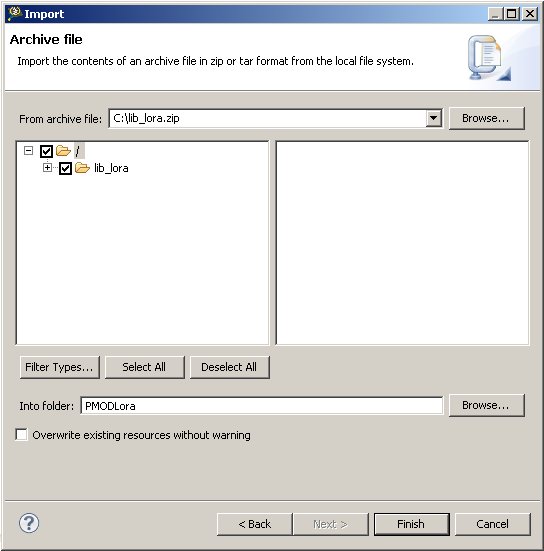 Import
Archive file
Import the contents of an archive file in zip or tar format from the local file system.
From archive file: C:\lib_lora.zip Browse...
/
lib_lora
Filter Types... Select All Deselect All
Into folder: PMODLora Browse...
Overwrite existing resources without warning
? < Back Next > Finish Cancel